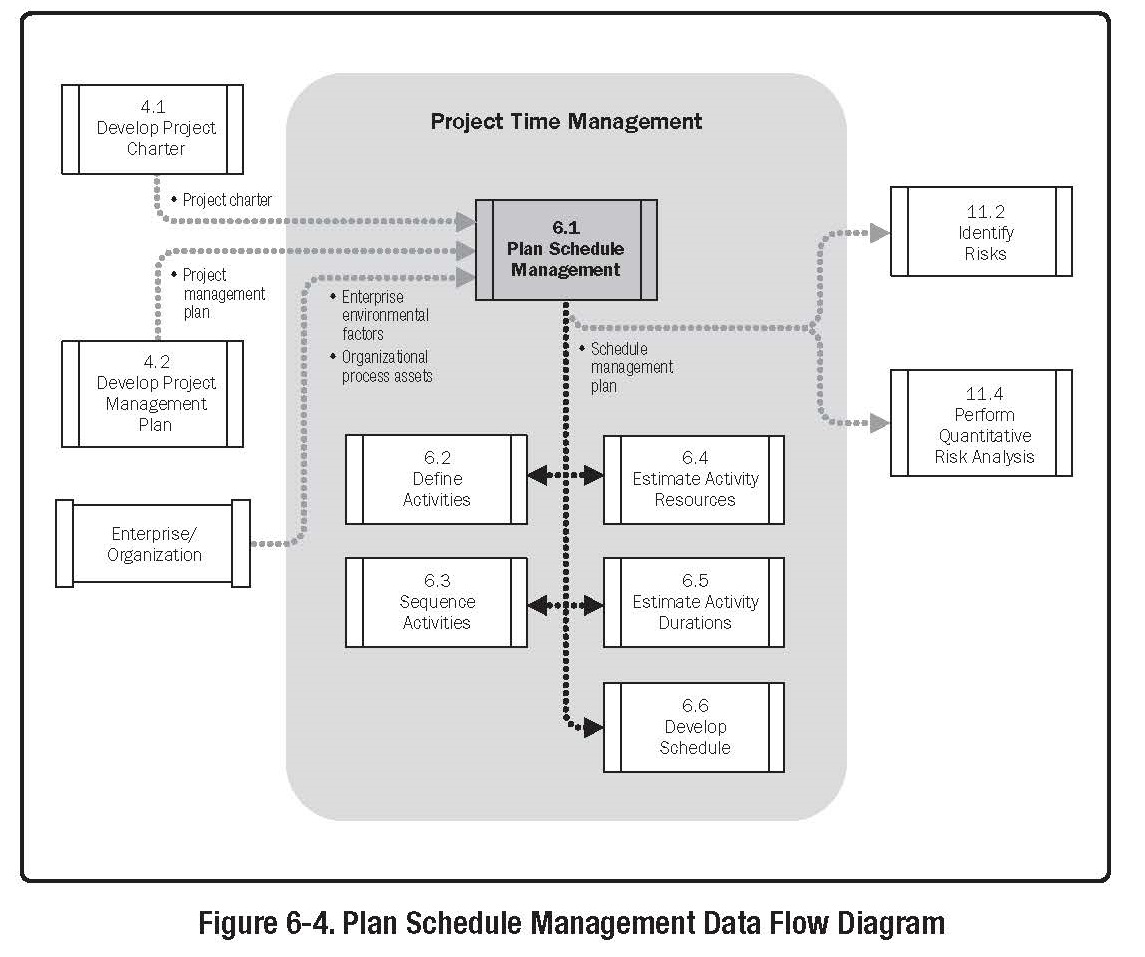 4.1
Develop Project
Charter
Project Time Management
• Project charter
6.1
Plan Schedule
Management
11.2
Identify
Risks
• Project
management
plan
• Enterprise
environmental
factors
• Organizational
process assets
• Schedule
management
plan
4.2
Develop Project
Management
Plan
11.4
Perform
Quantitative
Risk Analysis
6.2
Define
Activities
6.4
Estimate Activity
Resources
Enterprise/
Organization
6.3
Sequence
Activities
6.5
Estimate Activity
Durations
6.6
Develop
Schedule
Figure 6-4. Plan Schedule Management Data Flow Diagram